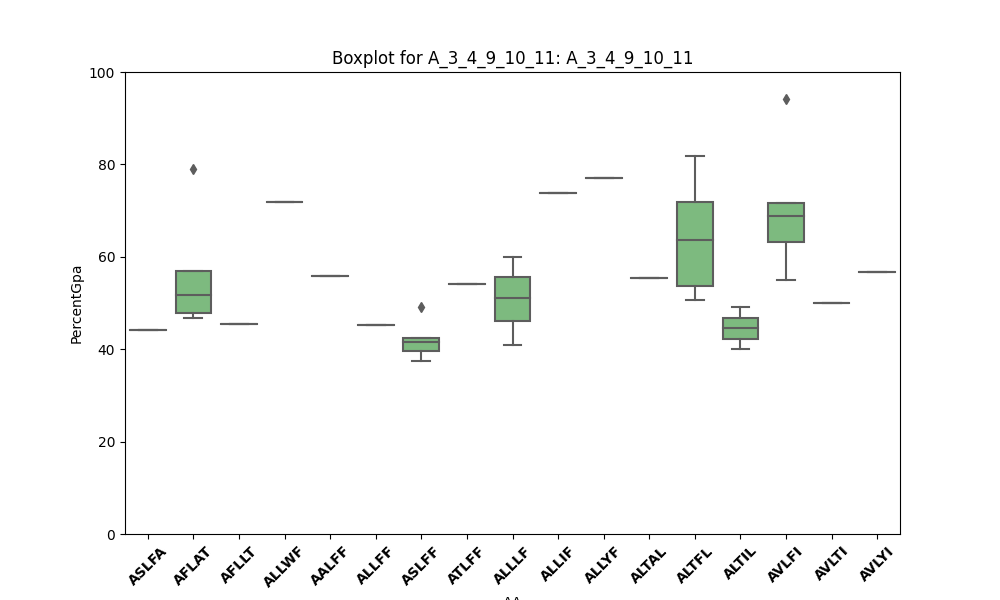 Boxplot for A_3_4_9_10_11: A_3_4_9_10_11
100
80
60
40
20
0
PercentGpa
ASLFA AFLAT AFLLT ALLWF AALFF ALLFF ASLFF ATLFF ALLLF ALLIF ALLYF ALTAL ALTFL ALTIL AVLFI AVLTI AVLYI
AA